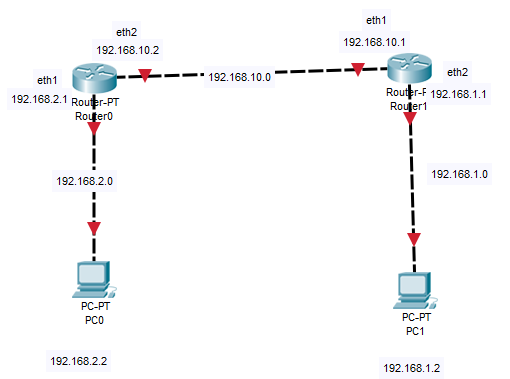 eth2
192.168.10.2
eth1
192.168.10.1
192.168.10.0
eth1
192.168.2.1
Router-PT
Router0
eth2
192.168.1.1
Router1
192.168.2.0
192.168.1.0
PC-PT
PC0
PC-PT
PC1
192.168.2.2
192.168.1.2